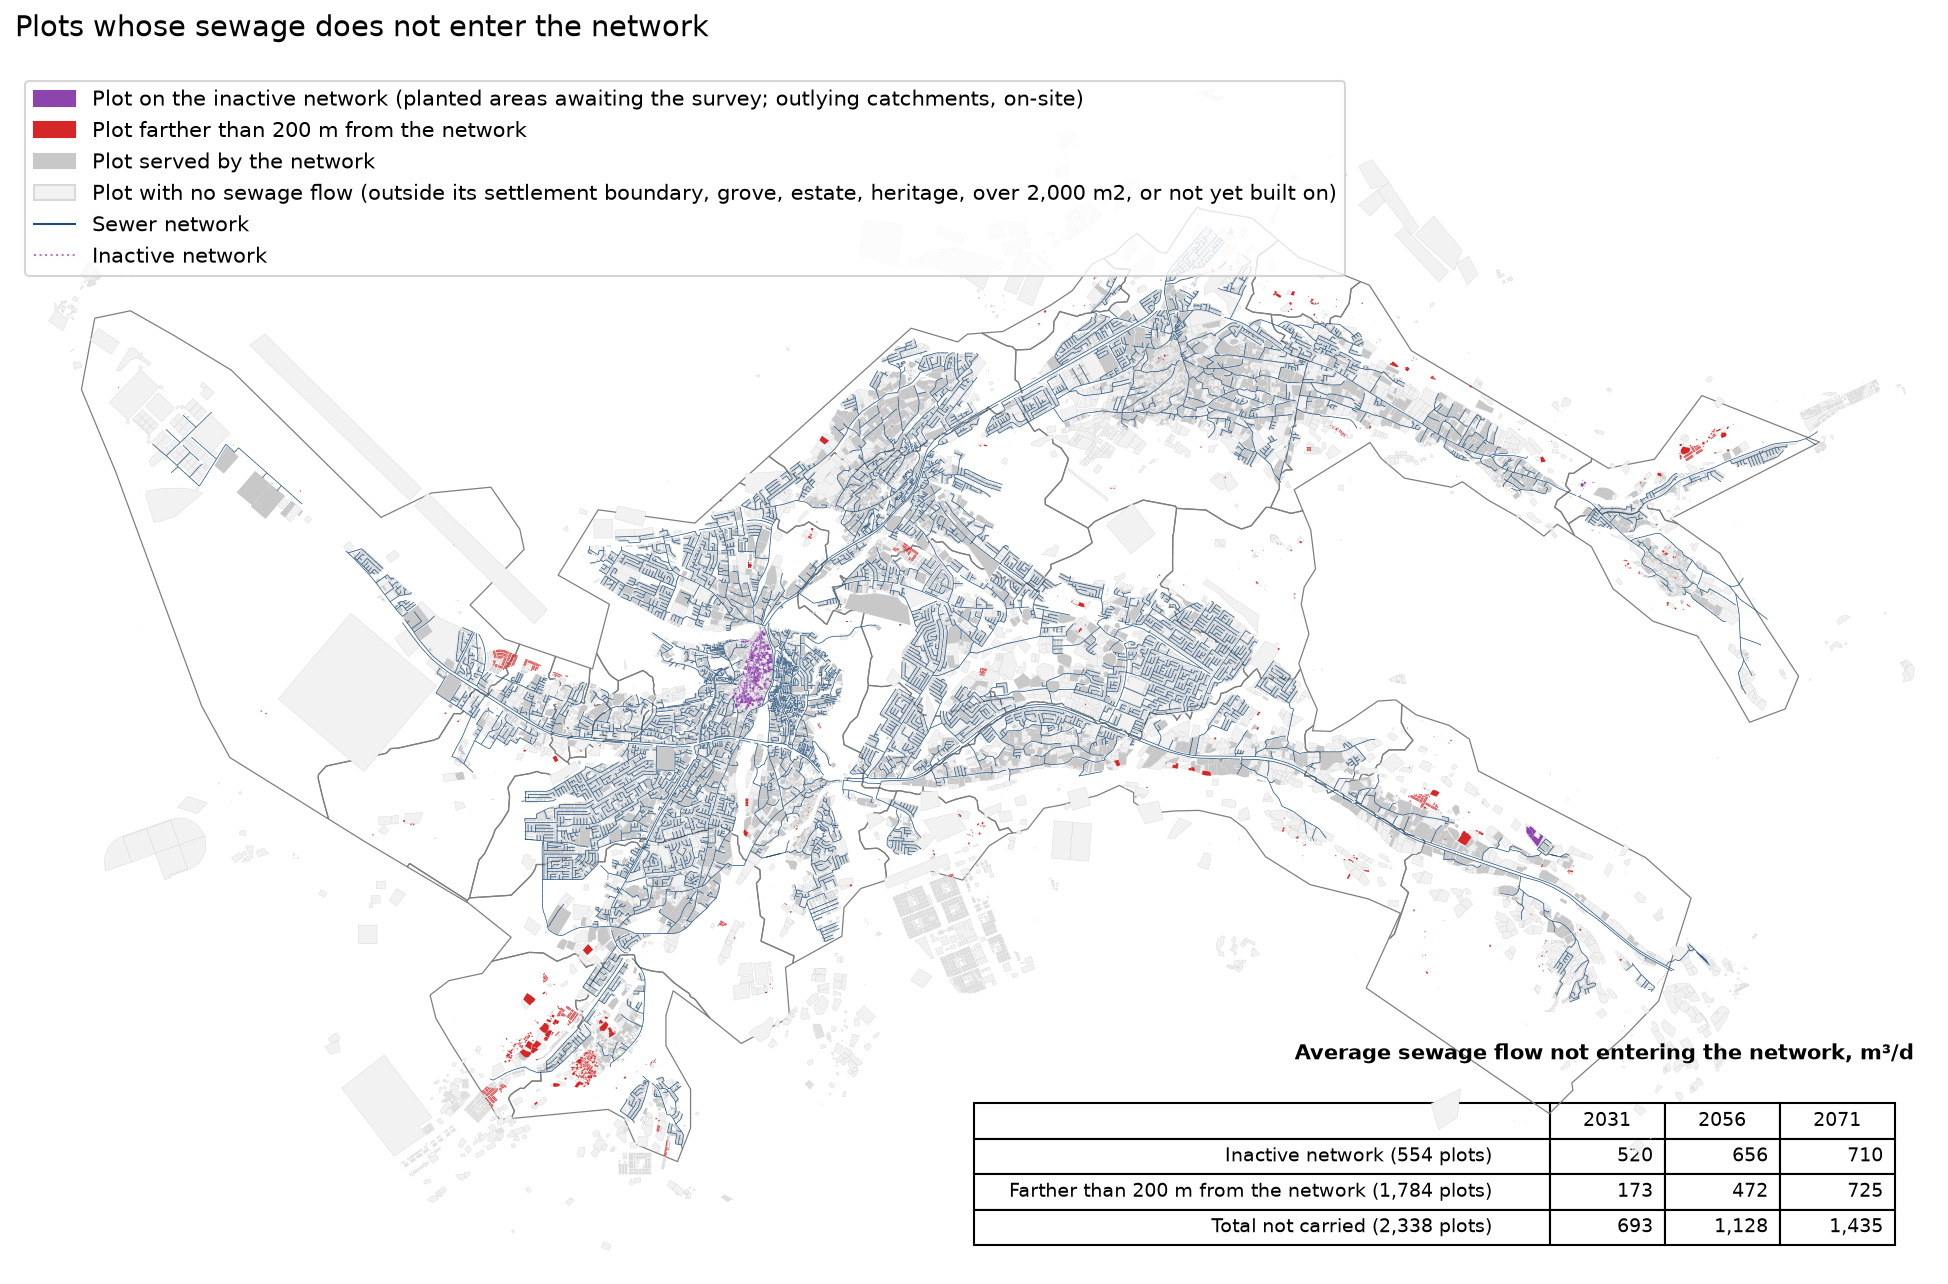 Plots whose sewage does not enter the network
Plot on the inactive network (planted areas awaiting the survey; outlying catchments, on-site)
Plot farther than 200 m from the network
Plot served by the network
Plot with no sewage flow (outside its settlement boundary, grove, estate, heritage, over 2,000 m2, or not yet built on)
Sewer network
Inactive network
Average sewage flow not entering the network, m³/d
2031 2056 2071
Inactive network (554 plots) 520 656 710
Farther than 200 m from the network (1,784 plots) 173 472 725
Total not carried (2,338 plots) 693 1,128 1,435